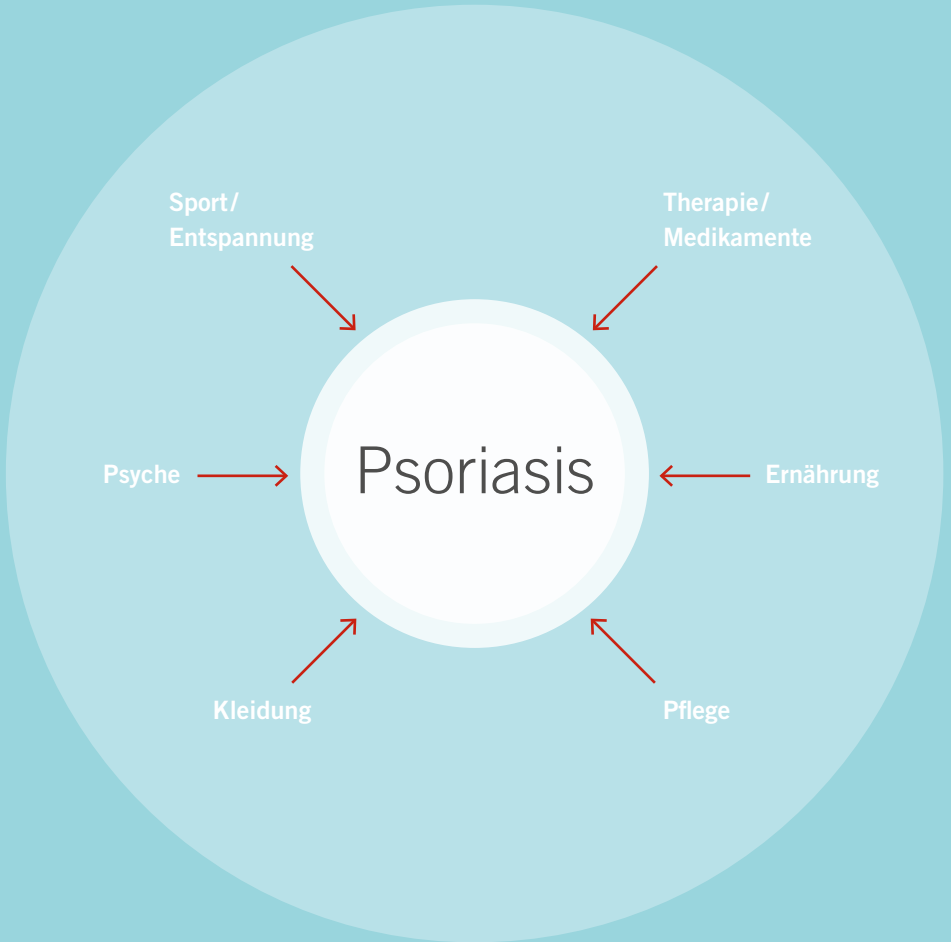 Sport/
Entspannung
Therapie/
Medikamente
Psyche
Psoriasis
Ernährung
Kleidung
Pflege